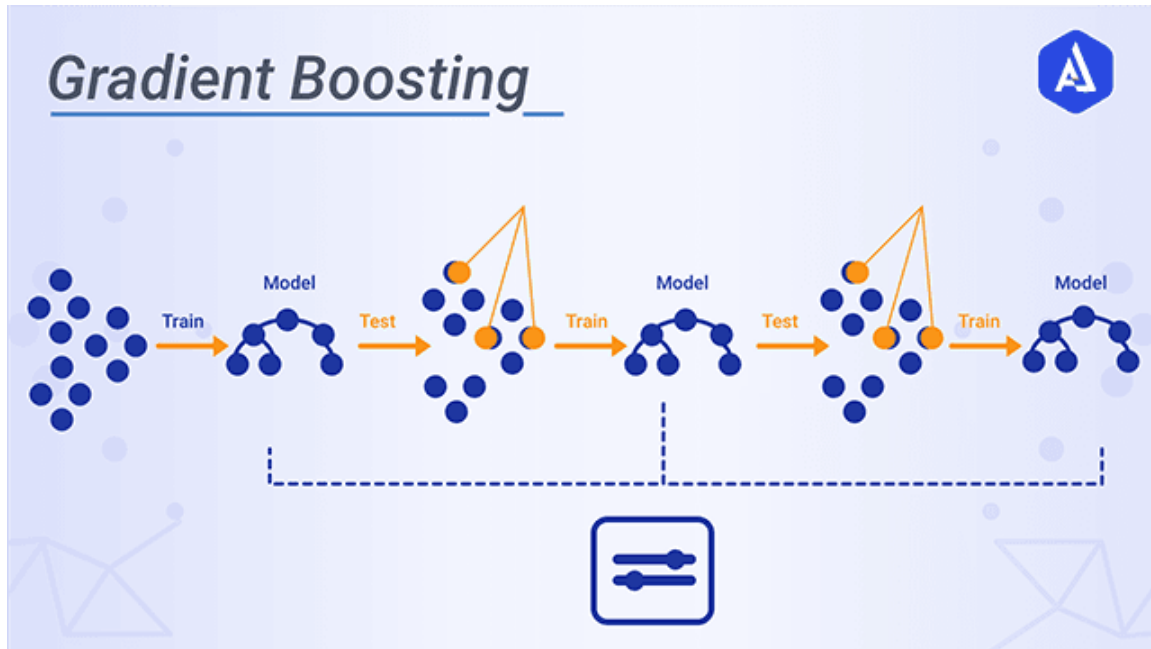 Gradient Boosting
Model
Model
Model
Train
Test
Train
Test
Train